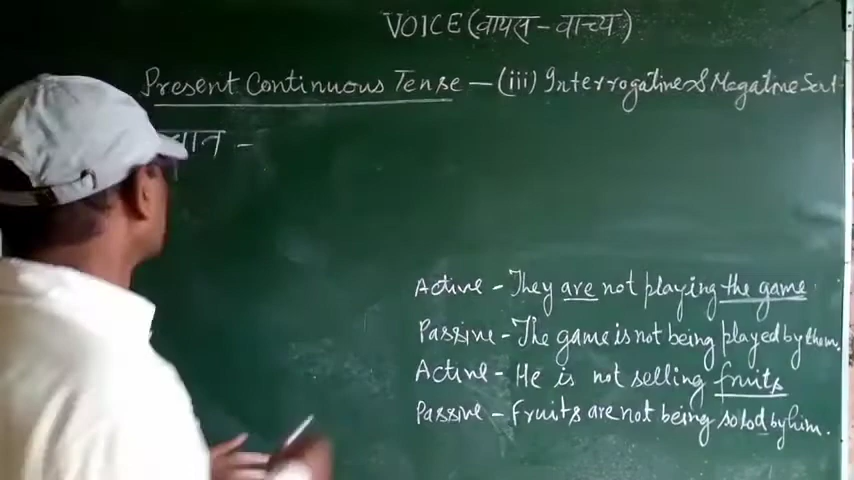 VOICE (वायस - वाच्य)
Present Continuous Tense - (iii) Interrogative & Negative Sent
Active - They are not playing the game
Passive - The game is not being played by them.
Active - He is not selling fruits
Passive - Fruits are not being solod by him.